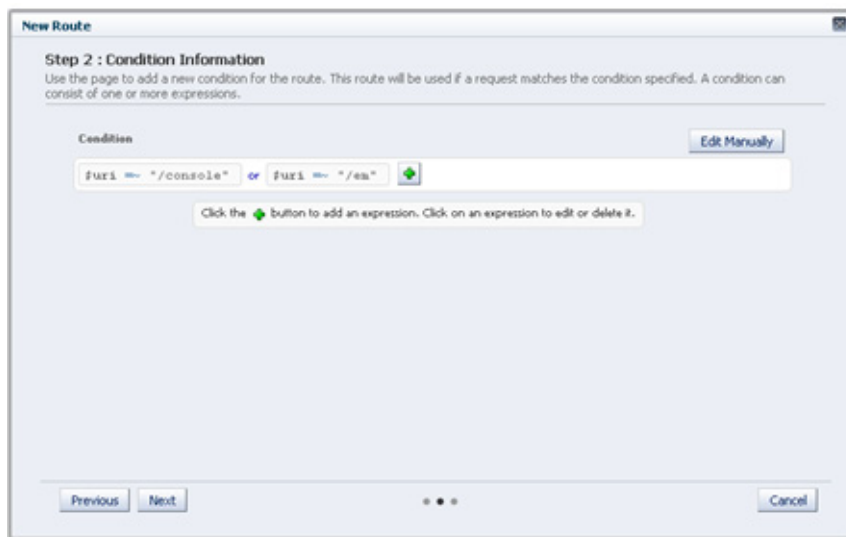 New Route
Step 2 : Condition Information
Use the page to add a new condition for the route. This route will be used if a request matches the condition specified. A condition can
consist of one or more expressions.
Condition
Edit Manually
$uri =~ "/console" or $uri =~ "/em"
Click the button to add an expression. Click on an expression to edit or delete it.
Previous Next Cancel